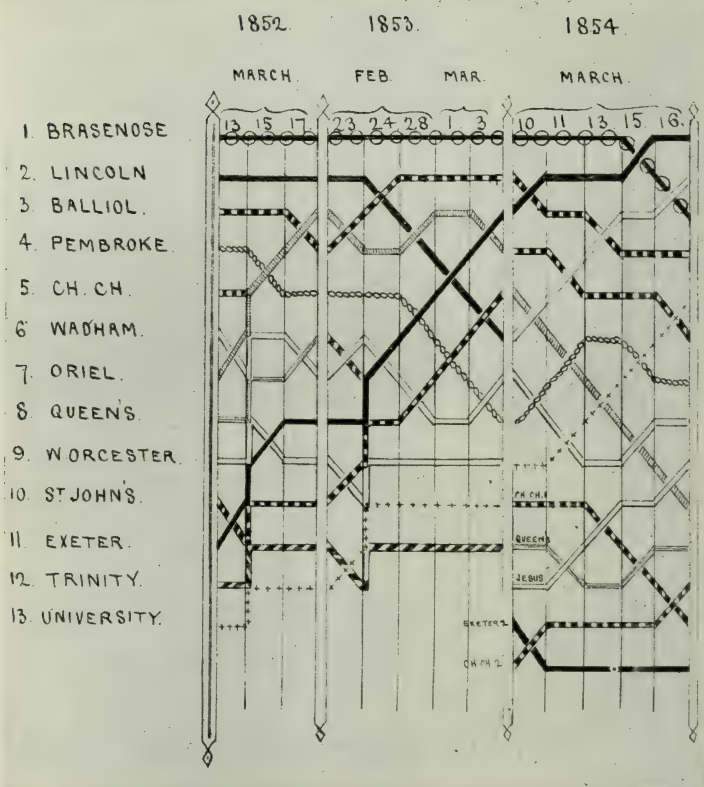 1852. 1853. 1854.
MARCH. FEB. MAR. MARCH.
13 15 17 23 24 28 1 3 10 11 13 15. 16.
1. BRASENOSE
2. LINCOLN
3. BALLIOL.
4. PEMBROKE.
5. CH. CH.
6 WADHAM.
7. ORIEL.
8. QUEEN'S.
9. WORCESTER.
10. ST JOHN'S.
11. EXETER.
12. TRINITY.
13. UNIVERSITY.
CH. CH. 1
QUEENS
JESUS
EXETER 2
CH. CH. 2